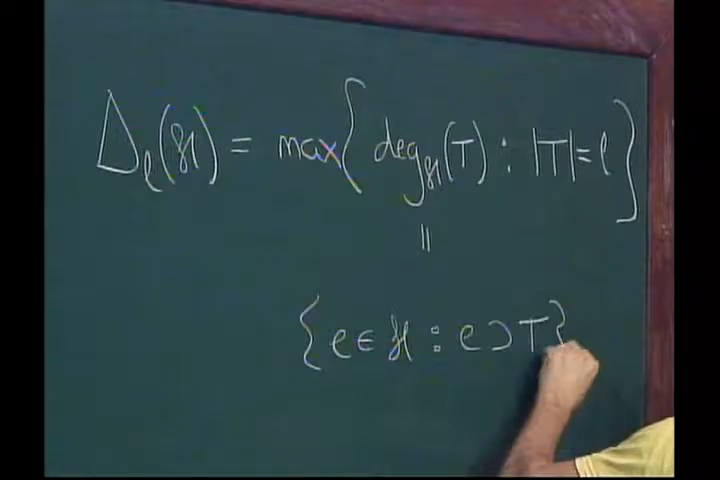 Δ_ℓ(ℋ) = max { deg_ℋ(T) : |T| = ℓ }
=
{ e ∈ ℋ : e ⊃ T }